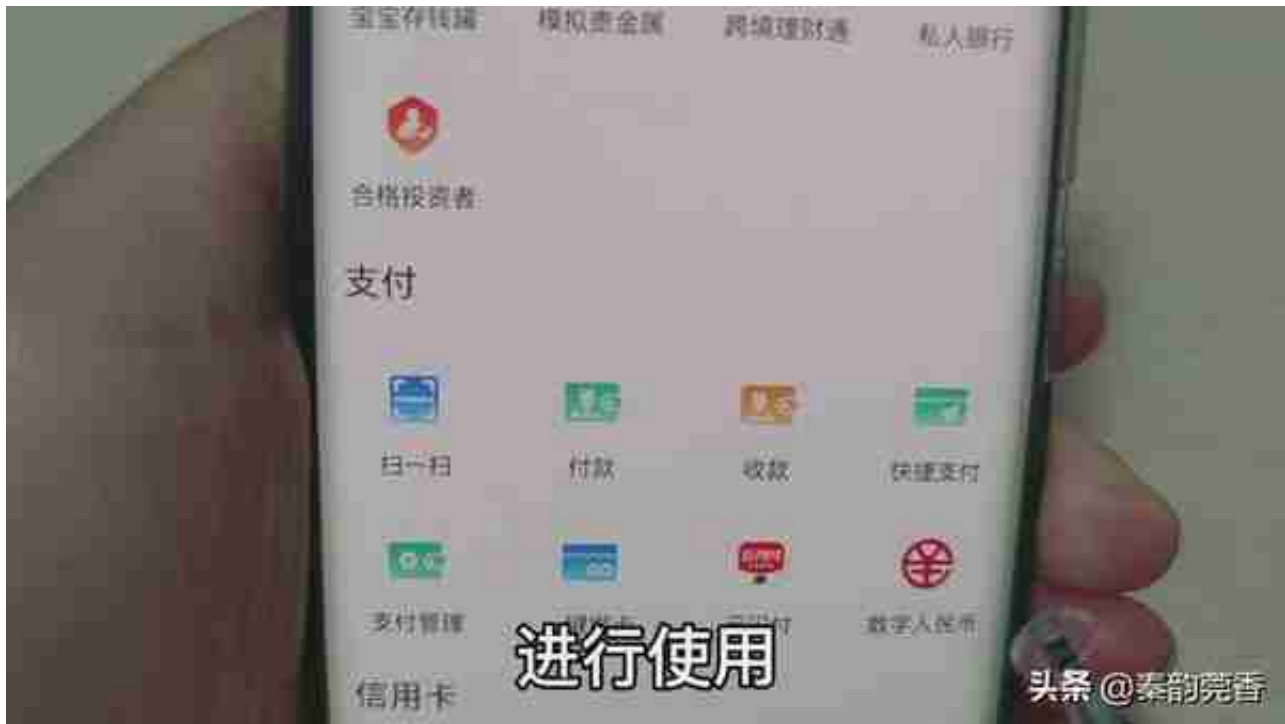 宝宝存钱罐 模拟贵金属 跨境理财通 私人银行
合格投资者
支付
扫一扫 付款 收款 快捷支付
支付管理 数字人民币
进行使用
信用卡
头条 @秦韵莞香